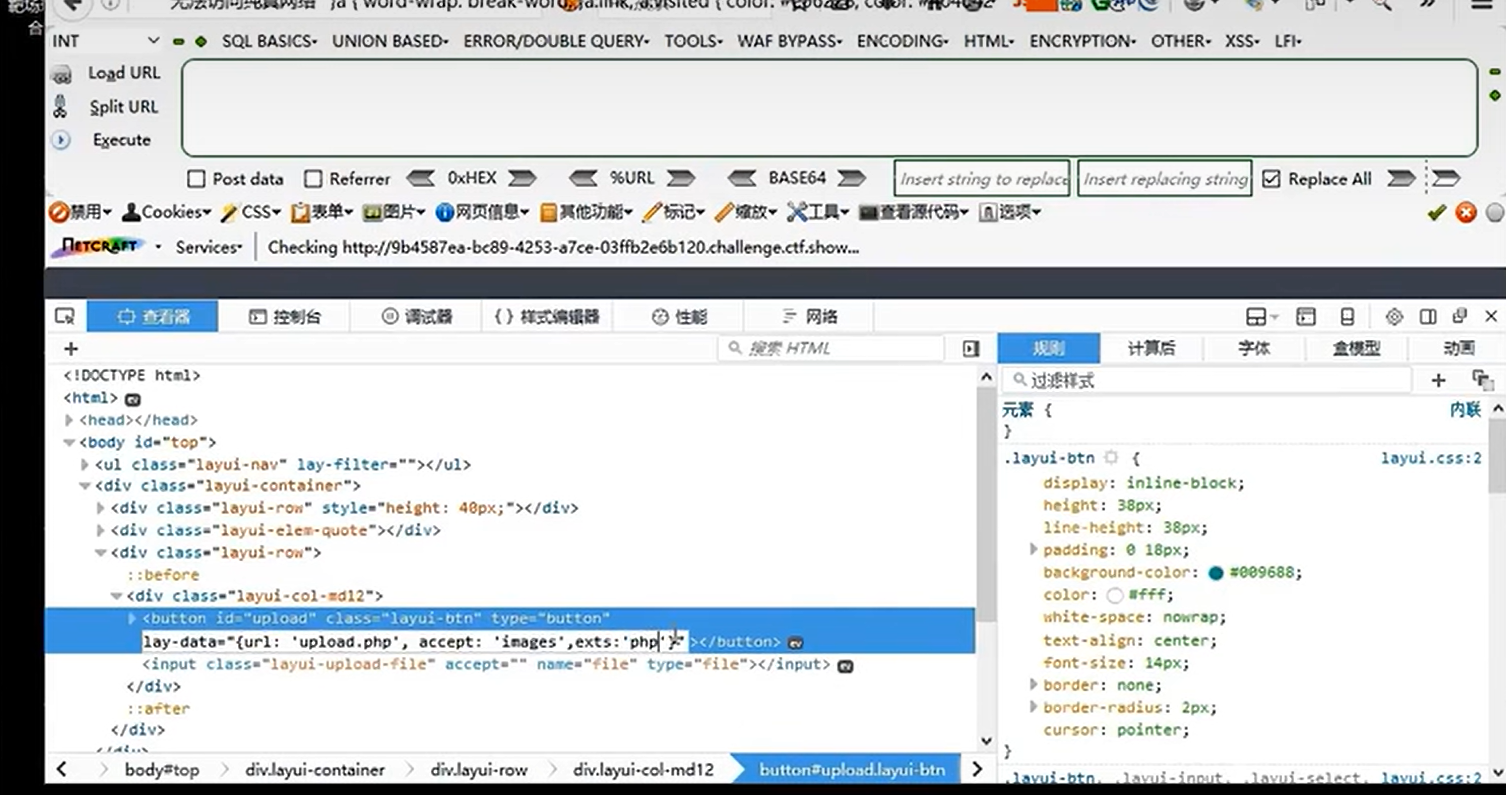 合
无法访问纯真网络
INT SQL BASICS UNION BASED ERROR/DOUBLE QUERY TOOLS WAF BYPASS ENCODING HTML ENCRYPTION OTHER XSS LFI
Load URL
Split URL
Execute
Post data Referrer 0xHEX %URL BASE64 Insert string to replace Insert replacing string Replace All
禁用 Cookies CSS 表单 图片 网页信息 其他功能 标记 缩放 工具 查看源代码 选项
NETCRAFT Services Checking http://9b4587ea-bc89-4253-a7ce-03ffb2e6b120.challenge.ctf.show...
查看器 控制台 调试器 {} 样式编辑器 性能 网络
+ 搜索 HTML
规则 计算后 字体 盒模型 动画
<!DOCTYPE html>
<html> ev
<head></head>
<body id="top">
<ul class="layui-nav" lay-filter=""></ul>
<div class="layui-container">
<div class="layui-row" style="height: 40px;"></div>
<div class="layui-elem-quote"></div>
<div class="layui-row">
::before
<div class="layui-col-md12">
<button id="upload" class="layui-btn" type="button"
lay-data="{url: 'upload.php', accept: 'images',exts:'php'}"></button> ev
<input class="layui-upload-file" accept="" name="file" type="file"></input> ev
</div>
::after
</div>
</div>
过滤样式 +
元素 { 内联
}
.layui-btn { layui.css:2
display: inline-block;
height: 38px;
line-height: 38px;
padding: 0 18px;
background-color: #009688;
color: #fff;
white-space: nowrap;
text-align: center;
font-size: 14px;
border: none;
border-radius: 2px;
cursor: pointer;
}
.layui-btn, .layui-input, .layui-select, layui.css:2
body#top div.layui-container div.layui-row div.layui-col-md12 button#upload.layui-btn